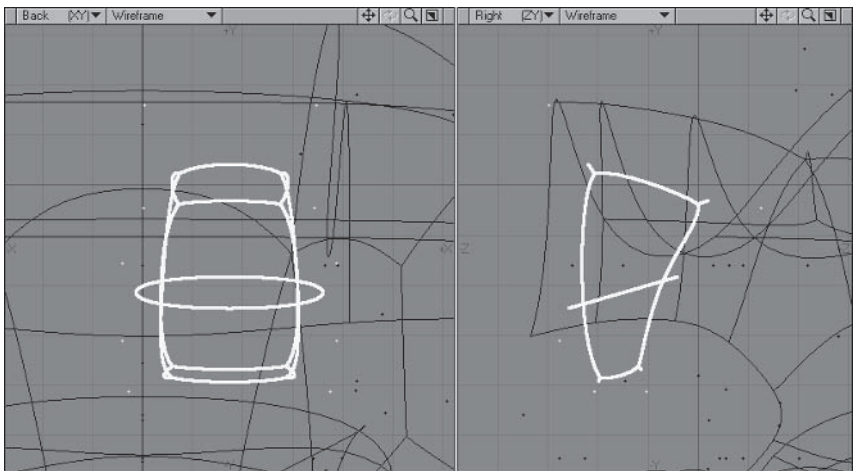 Back (XY) Wireframe
Right (ZY) Wireframe
+Y
+Y
-X
+X
-Z
-Y